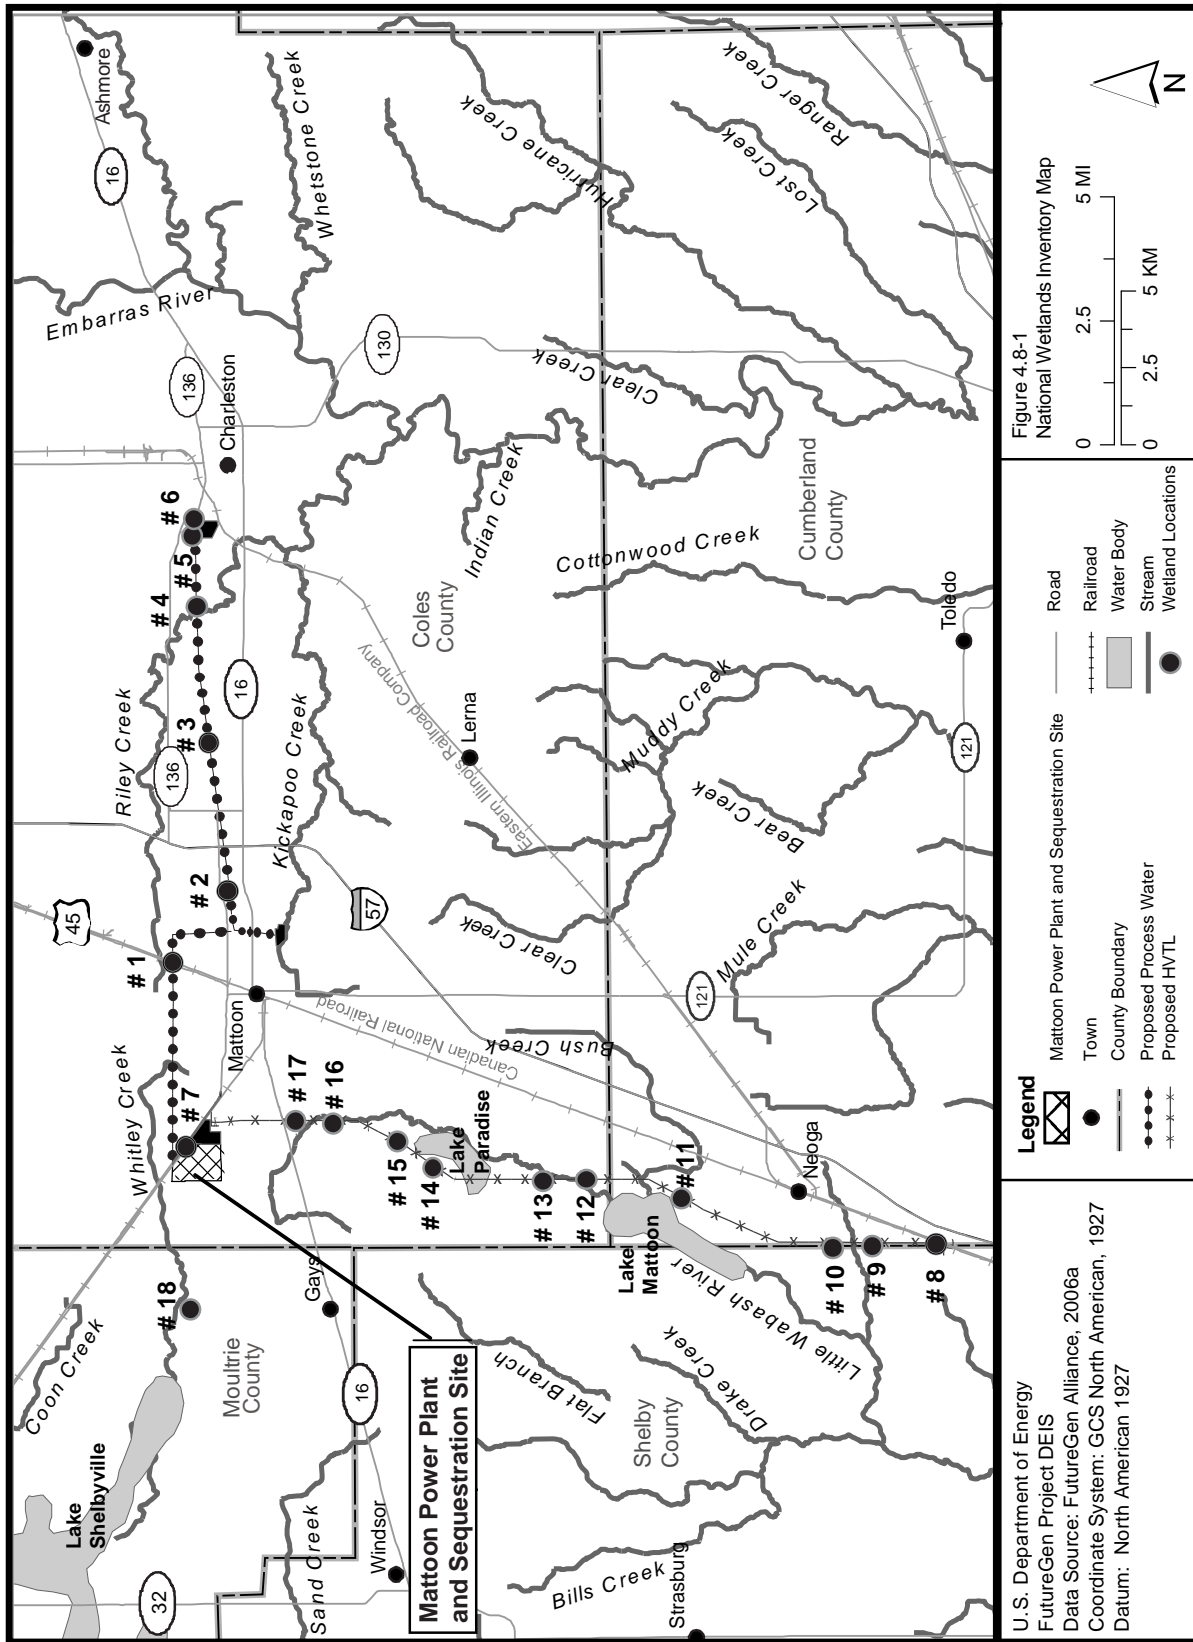 Ashmore
16
Whetstone Creek
Hurricane Creek
Ranger Creek
Lost Creek
Embarras River
136
Charleston
130
Clear Creek
# 6
# 5
# 4
Indian Creek
Cottonwood Creek
Cumberland
County
Toledo
Riley Creek
136
# 3
16
Kickapoo Creek
Coles
County
Eastern Illinois Railroad Company
Lerna
Muddy Creek
Bear Creek
121
45
# 2
# 1
57
Clear Creek
Mule Creek
121
Mattoon
Canadian National Railroad
Bush Creek
Whitley Creek
# 7
# 17
# 16
# 15
# 14
Lake
Paradise
# 13
# 12
#11
Neoga
Lake
Mattoon
# 10
# 9
# 8
Little Wabash River
# 18
Gays
Coon Creek
Moultrie
County
16
Flat Branch
Drake Creek
Shelby
County
Lake
Shelbyville
Mattoon Power Plant
and Sequestration Site
32
Sand Creek
Windsor
Bills Creek
Strasburg
U.S. Department of Energy
FutureGen Project DEIS
Data Source: FutureGen Alliance, 2006a
Coordinate System: GCS North American, 1927
Datum: North American 1927
Legend
Mattoon Power Plant and Sequestration Site
Town
County Boundary
Proposed Process Water
Proposed HVTL
Road
Railroad
Water Body
Stream
Wetland Locations
Figure 4.8-1
National Wetlands Inventory Map
0 2.5 5 MI
0 2.5 5 KM
N